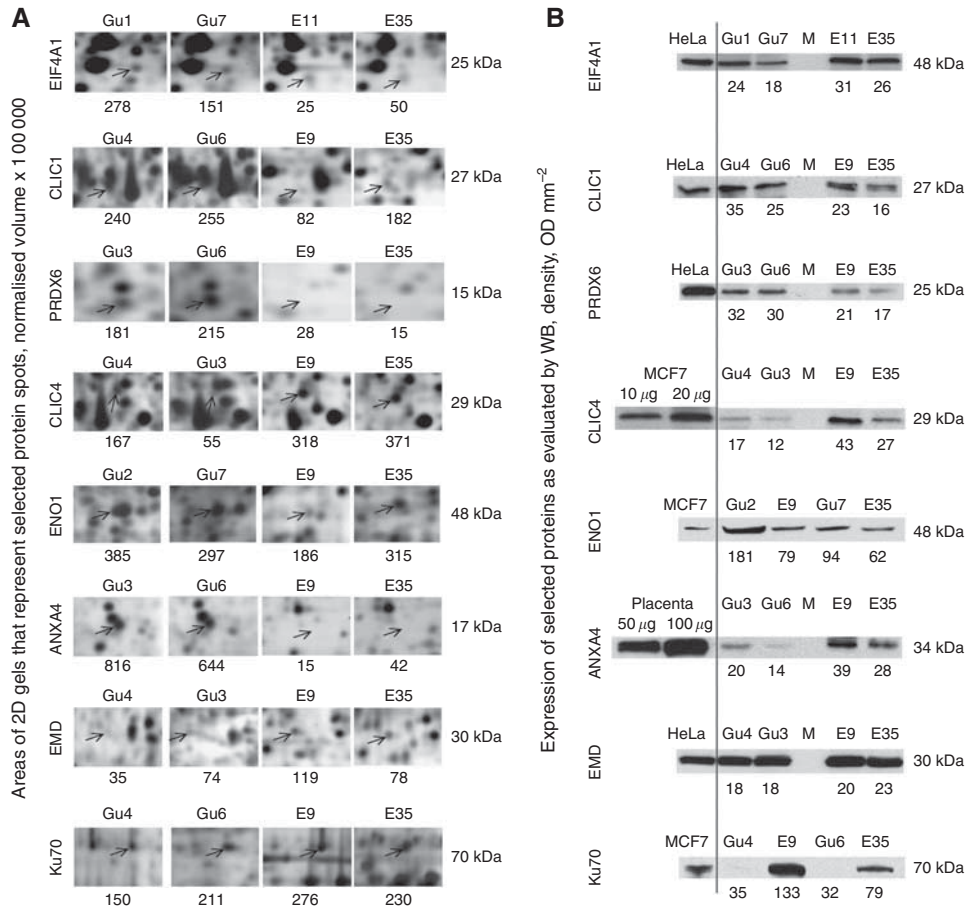 A
Areas of 2D gels that represent selected protein spots, normalised volume x 100 000
Gu1 Gu7 E11 E35
EIF4A1
25 kDa
278 151 25 50
Gu4 Gu6 E9 E35
CLIC1
27 kDa
240 255 82 182
Gu3 Gu6 E9 E35
PRDX6
15 kDa
181 215 28 15
Gu4 Gu3 E9 E35
CLIC4
29 kDa
167 55 318 371
Gu2 Gu7 E9 E35
ENO1
48 kDa
385 297 186 315
Gu3 Gu6 E9 E35
ANXA4
17 kDa
816 644 15 42
Gu4 Gu3 E9 E35
EMD
30 kDa
35 74 119 78
Gu4 Gu6 E9 E35
Ku70
70 kDa
150 211 276 230
B
Expression of selected proteins as evaluated by WB, density, OD mm⁻²
HeLa Gu1 Gu7 M E11 E35
EIF4A1
48 kDa
24 18 31 26
HeLa Gu4 Gu6 M E9 E35
CLIC1
27 kDa
35 25 23 16
HeLa Gu3 Gu6 M E9 E35
PRDX6
25 kDa
32 30 21 17
MCF7 Gu4 Gu3 M E9 E35
10 µg 20 µg
CLIC4
29 kDa
17 12 43 27
MCF7 Gu2 E9 Gu7 E35
ENO1
48 kDa
181 79 94 62
Placenta Gu3 Gu6 M E9 E35
50 µg 100 µg
ANXA4
34 kDa
20 14 39 28
HeLa Gu4 Gu3 M E9 E35
EMD
30 kDa
18 18 20 23
MCF7 Gu4 E9 Gu6 E35
Ku70
70 kDa
35 133 32 79